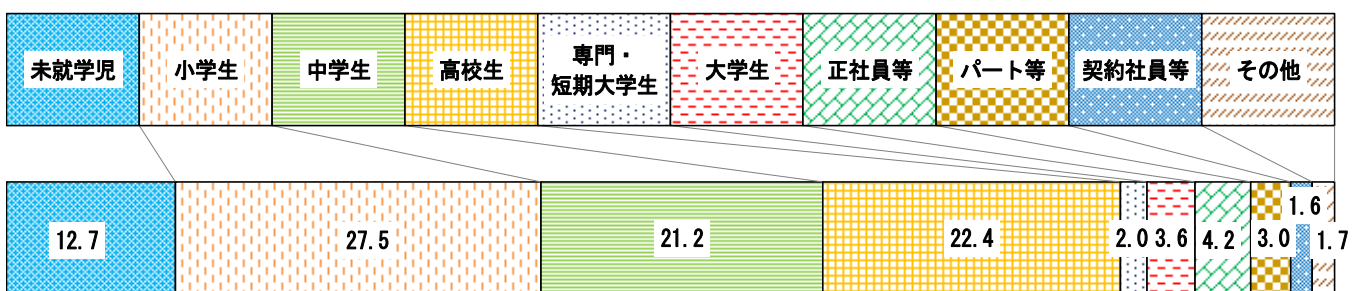 未就学児
小学生
中学生
高校生
専門・
短期大学生
大学生
正社員等
パート等
契約社員等
その他
12.7
27.5
21.2
22.4
2.0
3.6
4.2
3.0
1.6
1.7